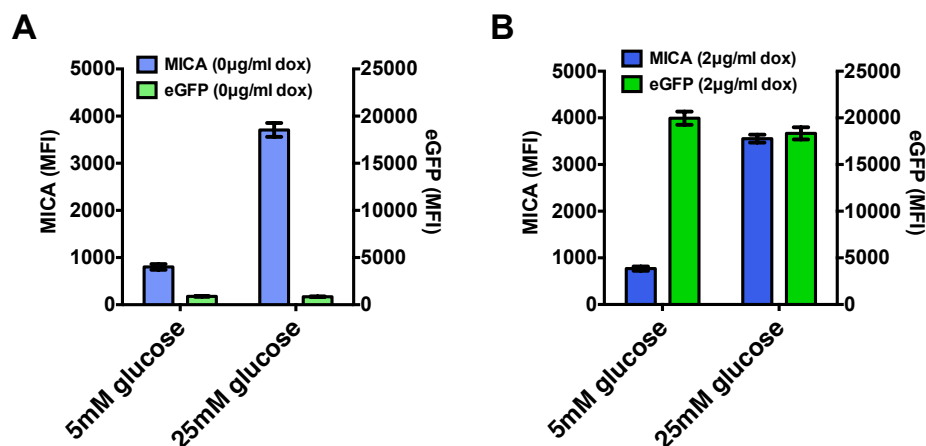 A
MICA (0µg/ml dox)
eGFP (0µg/ml dox)
MICA (MFI)
5000
4000
3000
2000
1000
0
25000
20000
15000
10000
5000
0
eGFP (MFI)
5mM glucose
25mM glucose
B
MICA (2µg/ml dox)
eGFP (2µg/ml dox)
MICA (MFI)
5000
4000
3000
2000
1000
0
25000
20000
15000
10000
5000
0
eGFP (MFI)
5mM glucose
25mM glucose